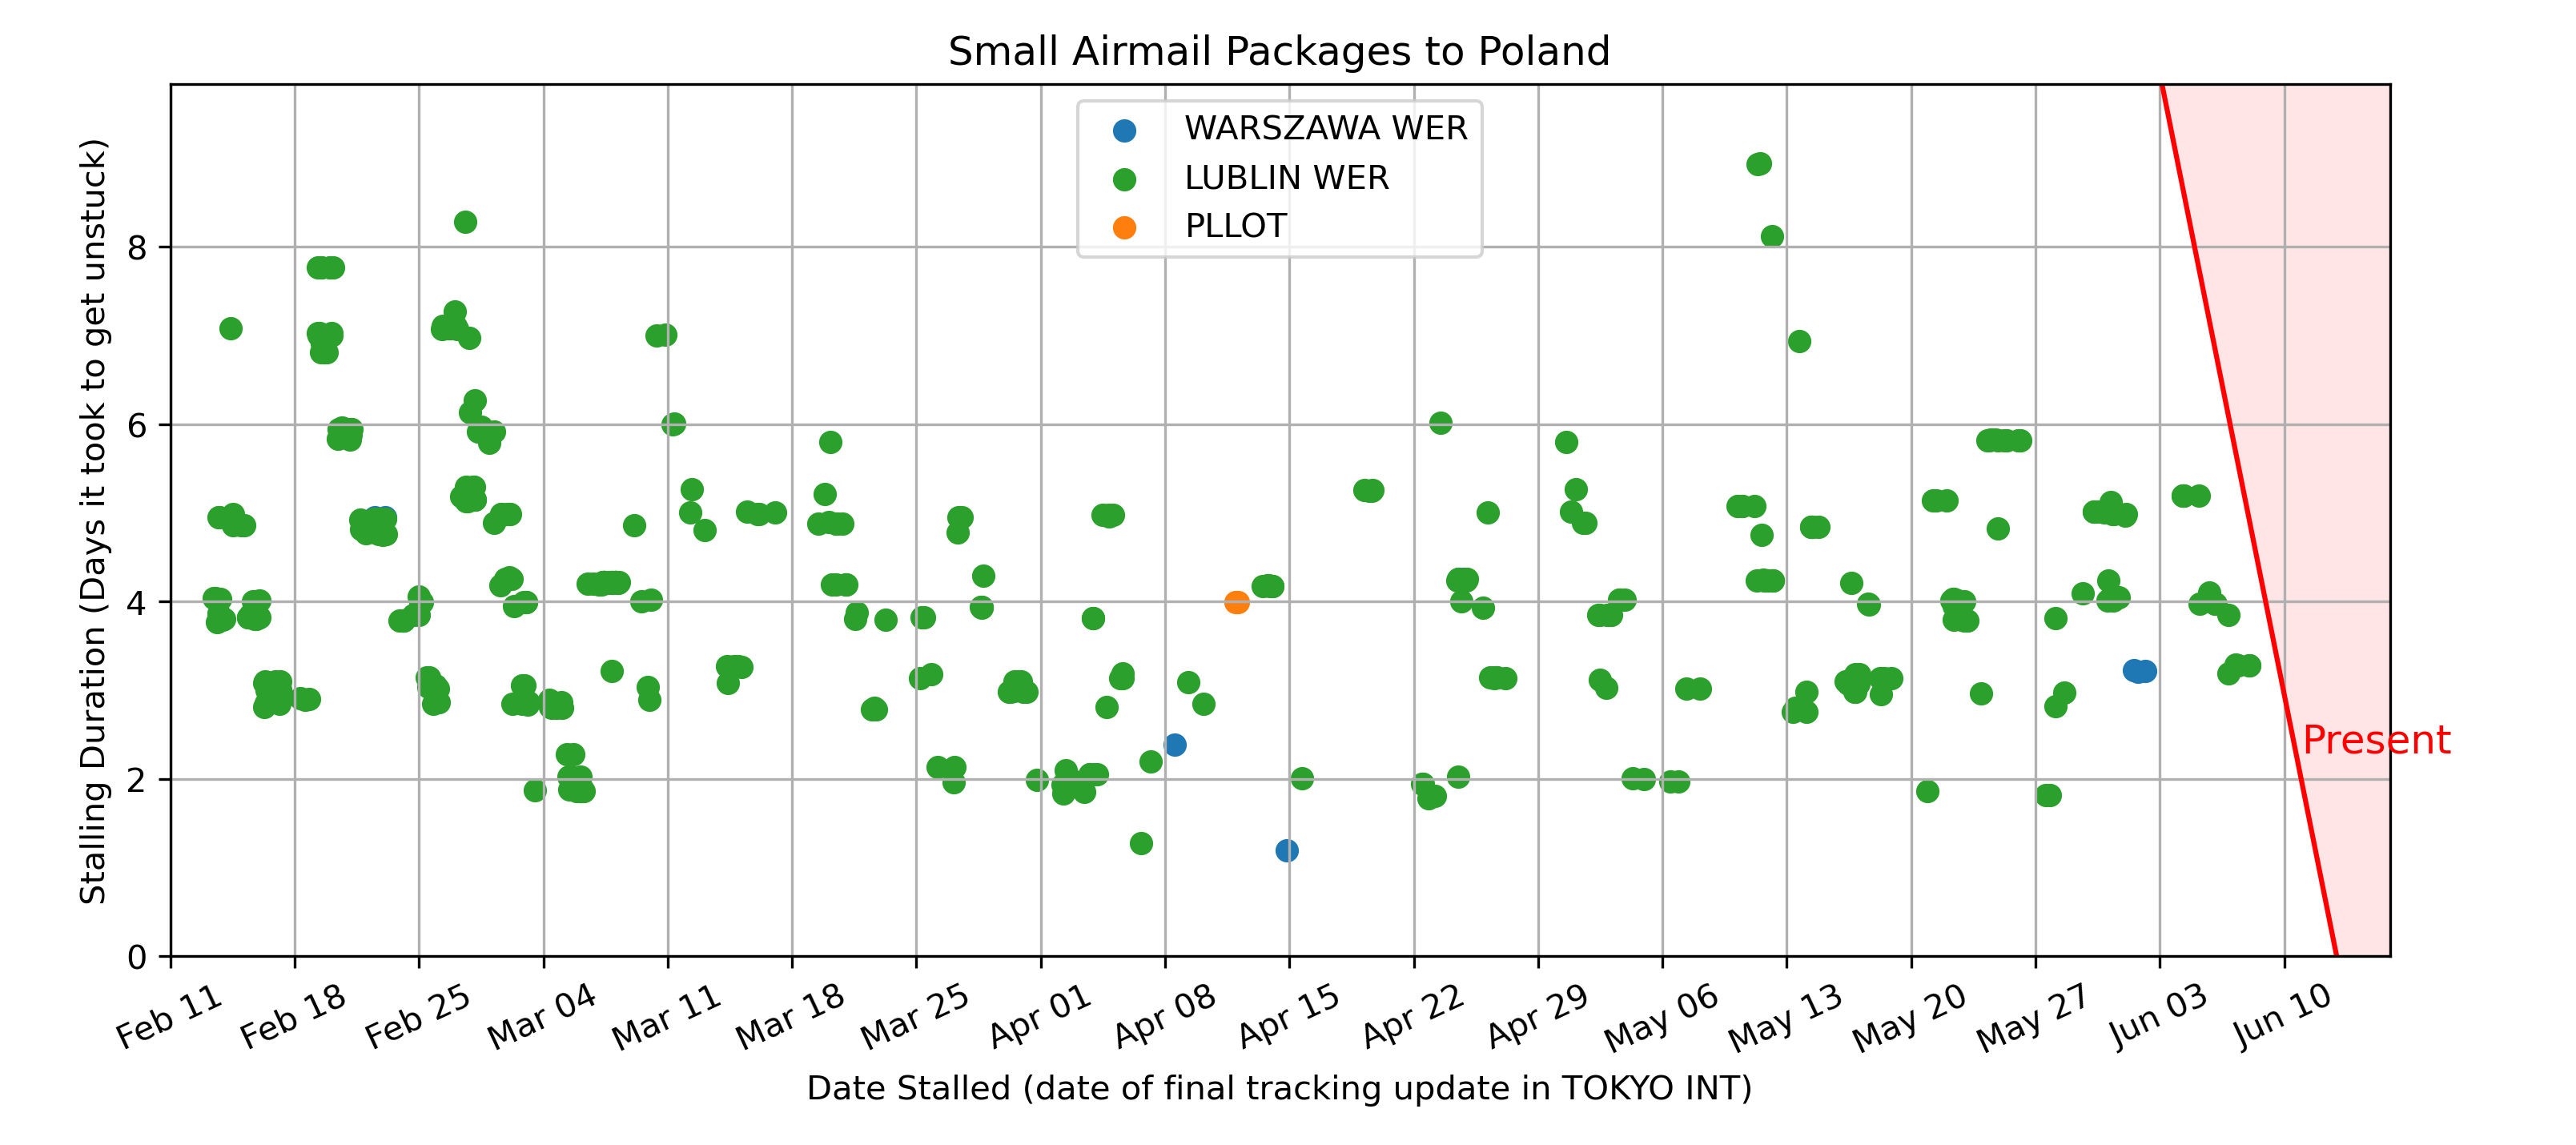 Small Airmail Packages to Poland
WARSZAWA WER
LUBLIN WER
PLLOT
Stalling Duration (Days it took to get unstuck)
8
6
4
2
0
Present
Feb 11
Feb 18
Feb 25
Mar 04
Mar 11
Mar 18
Mar 25
Apr 01
Apr 08
Apr 15
Apr 22
Apr 29
May 06
May 13
May 20
May 27
Jun 03
Jun 10
Date Stalled (date of final tracking update in TOKYO INT)